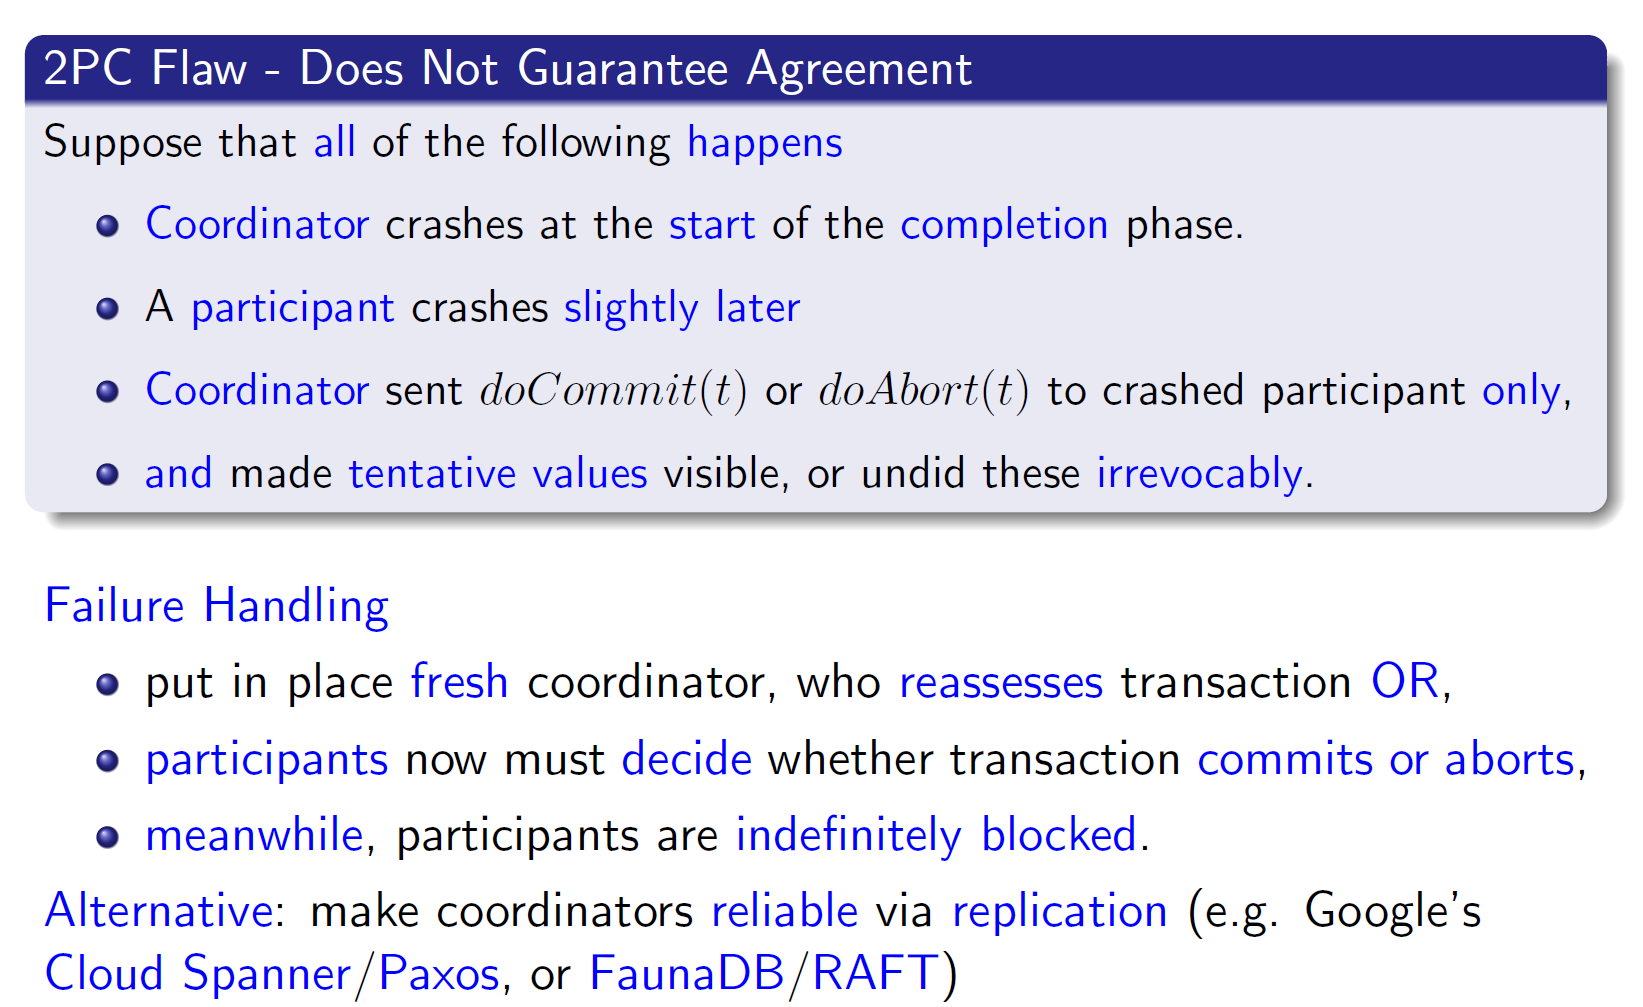 2PC Flaw - Does Not Guarantee Agreement
Suppose that all of the following happens
Coordinator crashes at the start of the completion phase.
A participant crashes slightly later
Coordinator sent doCommit(t) or doAbort(t) to crashed participant only,
and made tentative values visible, or undid these irrevocably.
Failure Handling
put in place fresh coordinator, who reassesses transaction OR,
participants now must decide whether transaction commits or aborts,
meanwhile, participants are indefinitely blocked.
Alternative: make coordinators reliable via replication (e.g. Google's
Cloud Spanner/Paxos, or FaunaDB/RAFT)